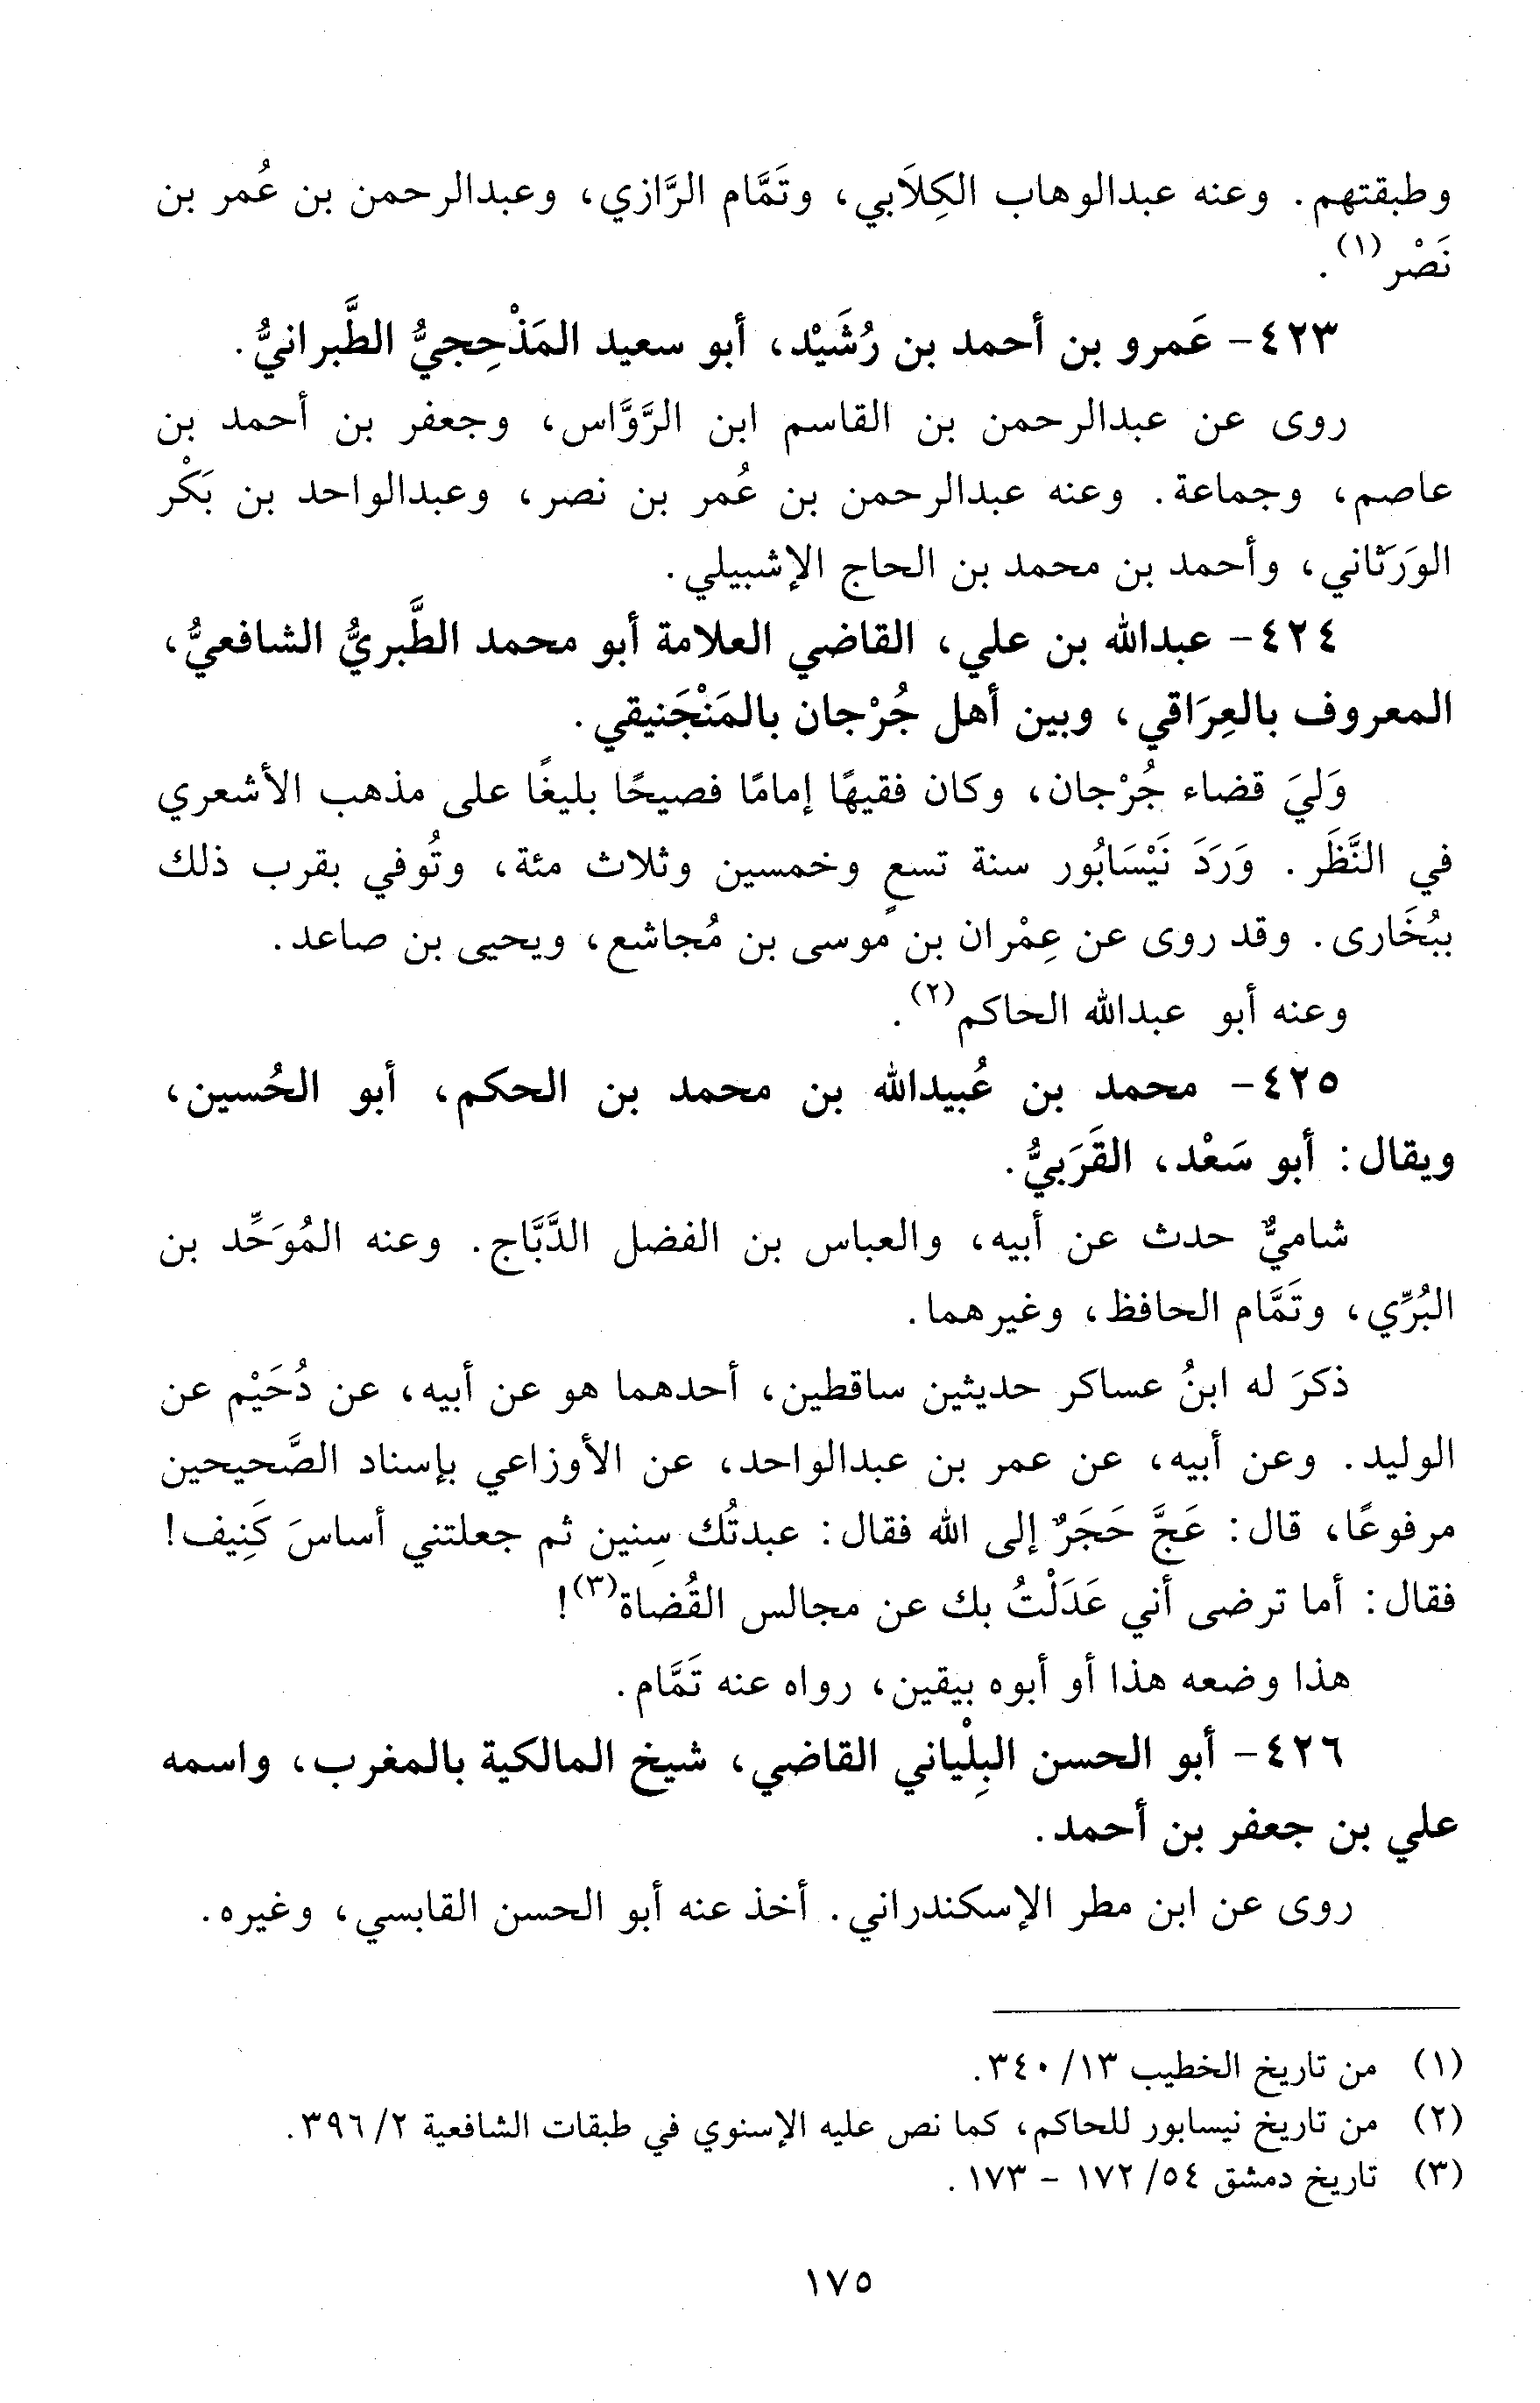 وطبقتهم. وعنه عبدالوهاب الكِلاَبي، وتَمَّام الرَّازي، وعبدالرحمن بن عُمر بن
نَصْر(١).
٤٢٣- عَمرو بن أحمد بن رُشَيْد، أبو سعيد المَذْحِجيُّ الطَّبرانيُّ.
روى عن عبدالرحمن بن القاسم ابن الرَّوَّاس، وجعفر بن أحمد بن
عاصم، وجماعة. وعنه عبدالرحمن بن عُمر بن نصر، وعبدالواحد بن بَكْر
الوَرَثاني، وأحمد بن محمد بن الحاج الإشبيلي.
٤٢٤- عبدالله بن علي، القاضي العلامة أبو محمد الطَّبريُّ الشافعيُّ،
المعروف بالعِرَاقي، وبين أهل جُرْجان بالمَنْجَنيقي.
وَليَ قضاء جُرْجان، وكان فقيهًا إمامًا فصيحًا بليغًا على مذهب الأشعري
في النَّظَر. وَرَدَ نَيْسَابُور سنة تسعٍ وخمسين وثلاث مئة، وتُوفي بقرب ذلك
ببُخَارى. وقد روى عن عِمْران بن موسى بن مُجاشع، ويحيى بن صاعد.
وعنه أبو عبدالله الحاكم(٢).
٤٢٥- محمد بن عُبيدالله بن محمد بن الحكم، أبو الحُسين،
ويقال: أبو سَعْد، القَرَبيُّ.
شاميٌّ حدث عن أبيه، والعباس بن الفضل الدَّبَّاج. وعنه المُوَحِّد بن
البُرِّي، وتَمَّام الحافظ، وغيرهما.
ذكرَ له ابنُ عساكر حديثين ساقطين، أحدهما هو عن أبيه، عن دُحَيْم عن
الوليد. وعن أبيه، عن عمر بن عبدالواحد، عن الأوزاعي بإسناد الصَّحيحين
مرفوعًا، قال: عَجَّ حَجَرٌ إلى الله فقال: عبدتُك سِنين ثم جعلتني أساسَ كَنِيف!
فقال: أما ترضى أني عَدَلْتُ بك عن مجالس القُضاة(٣)!
هذا وضعه هذا أو أبوه بيقين، رواه عنه تَمَّام.
٤٢٦- أبو الحسن البِلْياني القاضي، شيخ المالكية بالمغرب، واسمه
علي بن جعفر بن أحمد.
روى عن ابن مطر الإسكندراني. أخذ عنه أبو الحسن القابسي، وغيره.
(١) من تاريخ الخطيب ١٣/ ٣٤٠.
(٢) من تاريخ نيسابور للحاكم، كما نص عليه الإسنوي في طبقات الشافعية ٢/ ٣٩٦.
(٣) تاريخ دمشق ٥٤/ ١٧٢ - ١٧٣.
١٧٥